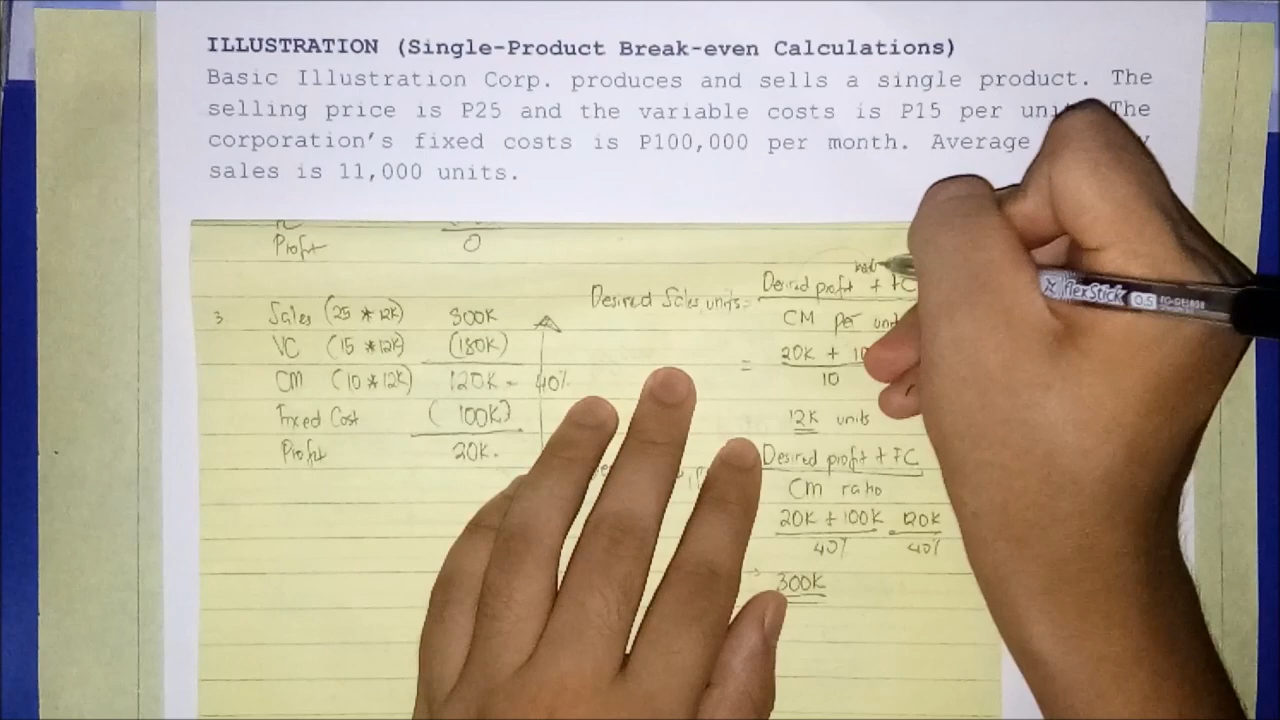 ILLUSTRATION (Single-Product Break-even Calculations)
Basic Illustration Corp. produces and sells a single product. The
selling price is P25 and the variable costs is P15 per The
corporation's fixed costs is P100,000 per month. Average
sales is 11,000 units.
Profit 0
3 Sales (25 * 12K) 300K
VC (15 * 12K) (180K)
CM (10 * 12K) 120K - 40%
Fixed Cost (100K)
Profit 20K.
Desired Sales units = Desired profit + FC
CM per
= 20K +
10
12K units
Desired profit + FC
Cm ratio
20K + 100K = 120K
40% 40%
300K
FlexStick 0.5